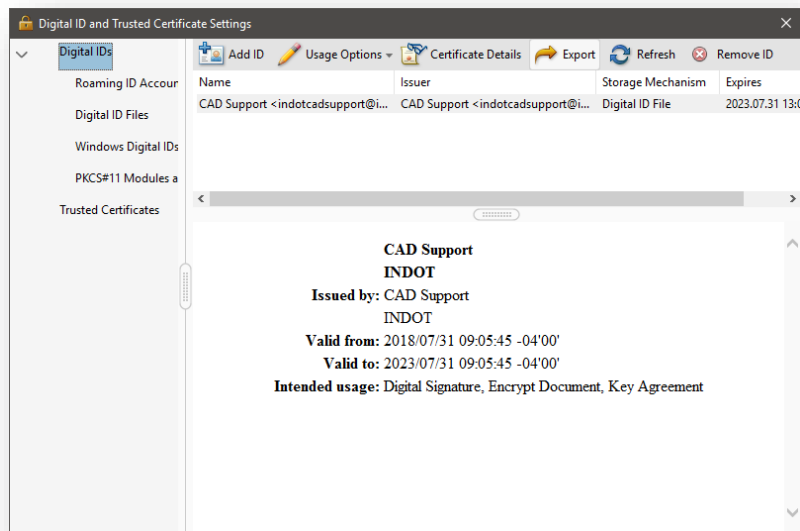 Digital ID and Trusted Certificate Settings
Digital IDs
Roaming ID Accour
Digital ID Files
Windows Digital IDs
PKCS#11 Modules a
Trusted Certificates
Add ID Usage Options Certificate Details Export Refresh Remove ID
Name Issuer Storage Mechanism Expires
CAD Support <indotcadsupport@i... CAD Support <indotcadsupport@i... Digital ID File 2023.07.31 13:0
CAD Support
INDOT
Issued by: CAD Support
INDOT
Valid from: 2018/07/31 09:05:45 -04'00'
Valid to: 2023/07/31 09:05:45 -04'00'
Intended usage: Digital Signature, Encrypt Document, Key Agreement